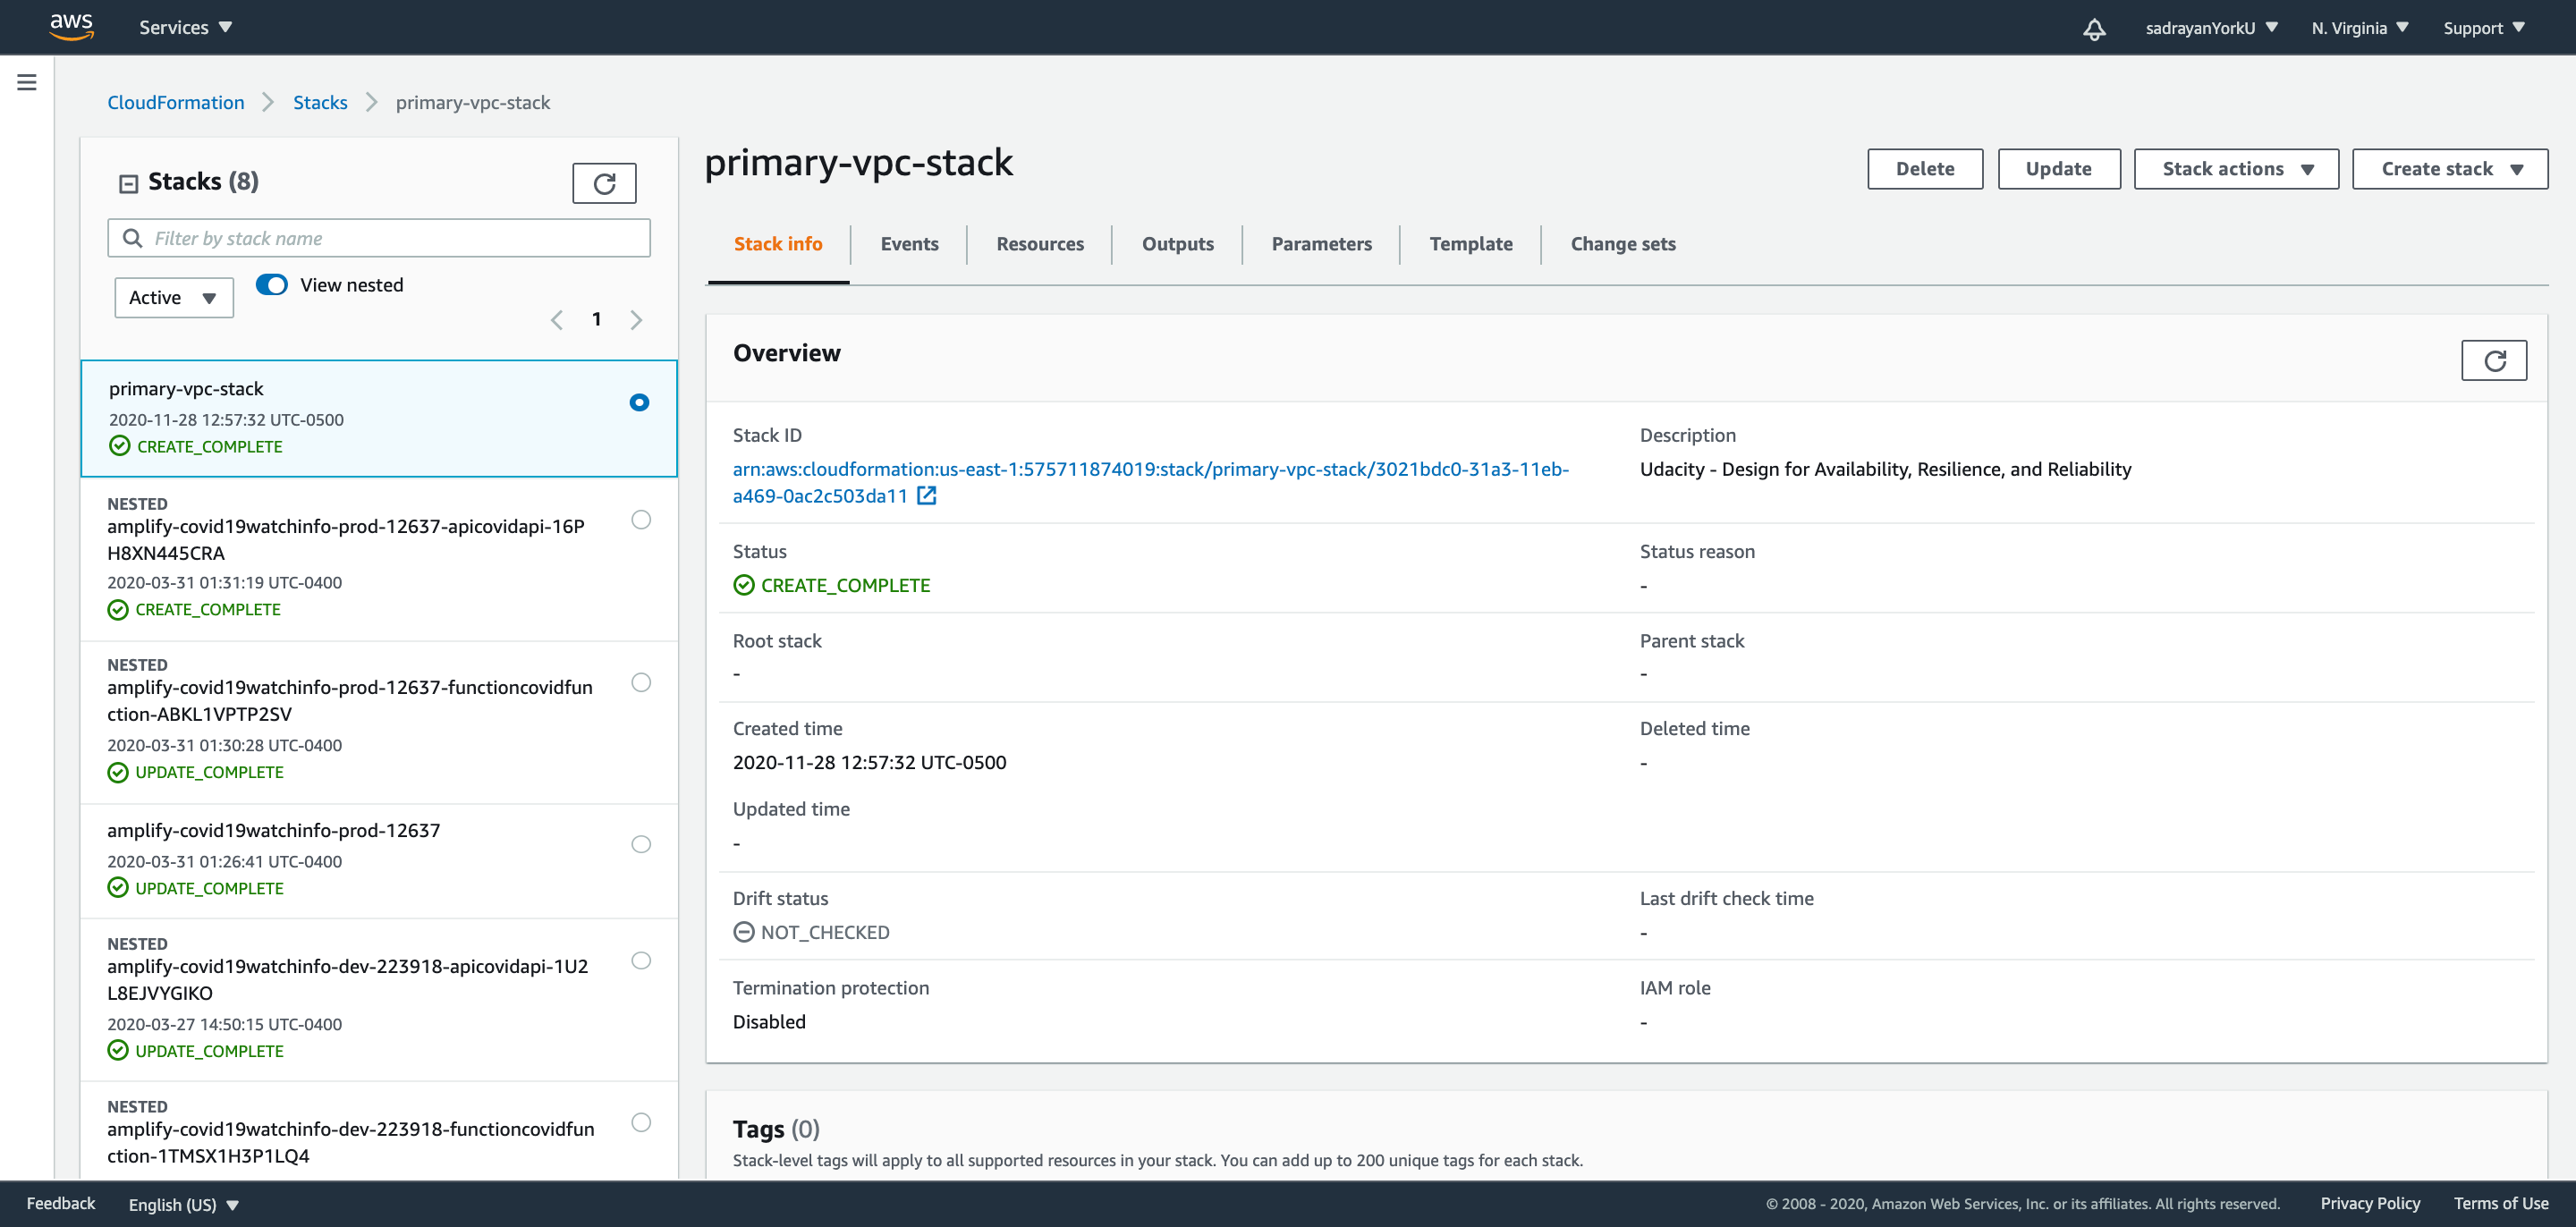 aws
Services
sadrayanYorkU
N. Virginia
Support
CloudFormation
Stacks
primary-vpc-stack
Stacks (8)
Filter by stack name
Active
View nested
1
primary-vpc-stack
2020-11-28 12:57:32 UTC-0500
CREATE_COMPLETE
NESTED
amplify-covid19watchinfo-prod-12637-apicovidapi-16P
H8XN445CRA
2020-03-31 01:31:19 UTC-0400
CREATE_COMPLETE
NESTED
amplify-covid19watchinfo-prod-12637-functioncovidfun
ction-ABKL1VPTP2SV
2020-03-31 01:30:28 UTC-0400
UPDATE_COMPLETE
amplify-covid19watchinfo-prod-12637
2020-03-31 01:26:41 UTC-0400
UPDATE_COMPLETE
NESTED
amplify-covid19watchinfo-dev-223918-apicovidapi-1U2
L8EJVYGIKO
2020-03-27 14:50:15 UTC-0400
UPDATE_COMPLETE
NESTED
amplify-covid19watchinfo-dev-223918-functioncovidfun
ction-1TMSX1H3P1LQ4
primary-vpc-stack
Delete
Update
Stack actions
Create stack
Stack info
Events
Resources
Outputs
Parameters
Template
Change sets
Overview
Stack ID
arn:aws:cloudformation:us-east-1:575711874019:stack/primary-vpc-stack/3021bdc0-31a3-11eb-
a469-0ac2c503da11
Description
Udacity - Design for Availability, Resilience, and Reliability
Status
CREATE_COMPLETE
Status reason
-
Root stack
-
Parent stack
-
Created time
2020-11-28 12:57:32 UTC-0500
Deleted time
-
Updated time
-
Drift status
NOT_CHECKED
Last drift check time
-
Termination protection
Disabled
IAM role
-
Tags (0)
Stack-level tags will apply to all supported resources in your stack. You can add up to 200 unique tags for each stack.
Feedback
English (US)
© 2008 - 2020, Amazon Web Services, Inc. or its affiliates. All rights reserved.
Privacy Policy
Terms of Use